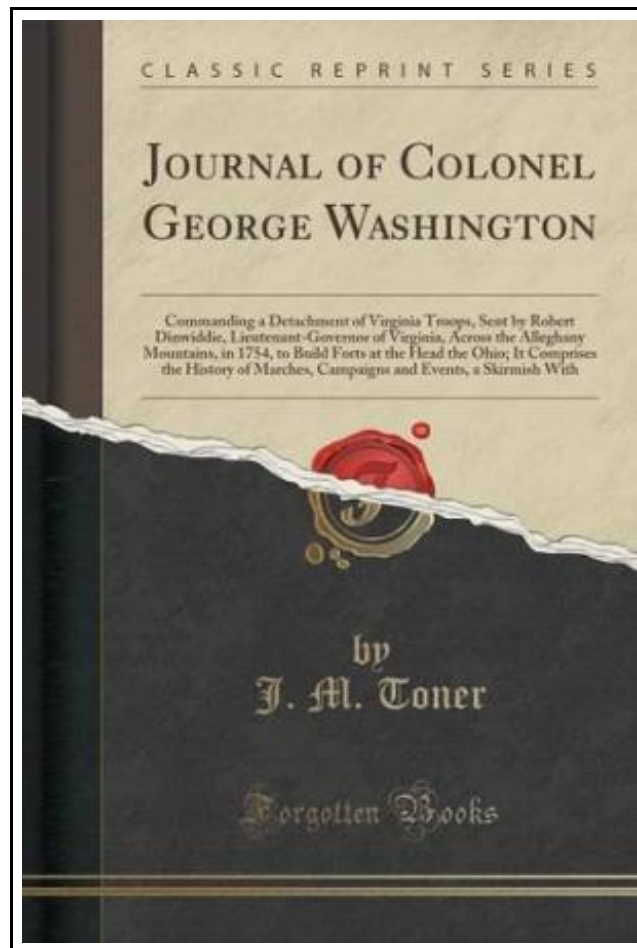 CLASSIC REPRINT SERIES
JOURNAL OF COLONEL
GEORGE WASHINGTON
Commanding a Detachment of Virginia Troops, Sent by Robert
Dinwiddie, Lieutenant-Governor of Virginia, Across the Alleghany
Mountains, in 1754, to Build Forts at the Head the Ohio; It Comprises
the History of Marches, Campaigns and Events, a Skirmish With
by
J. M. Toner
Forgotten Books